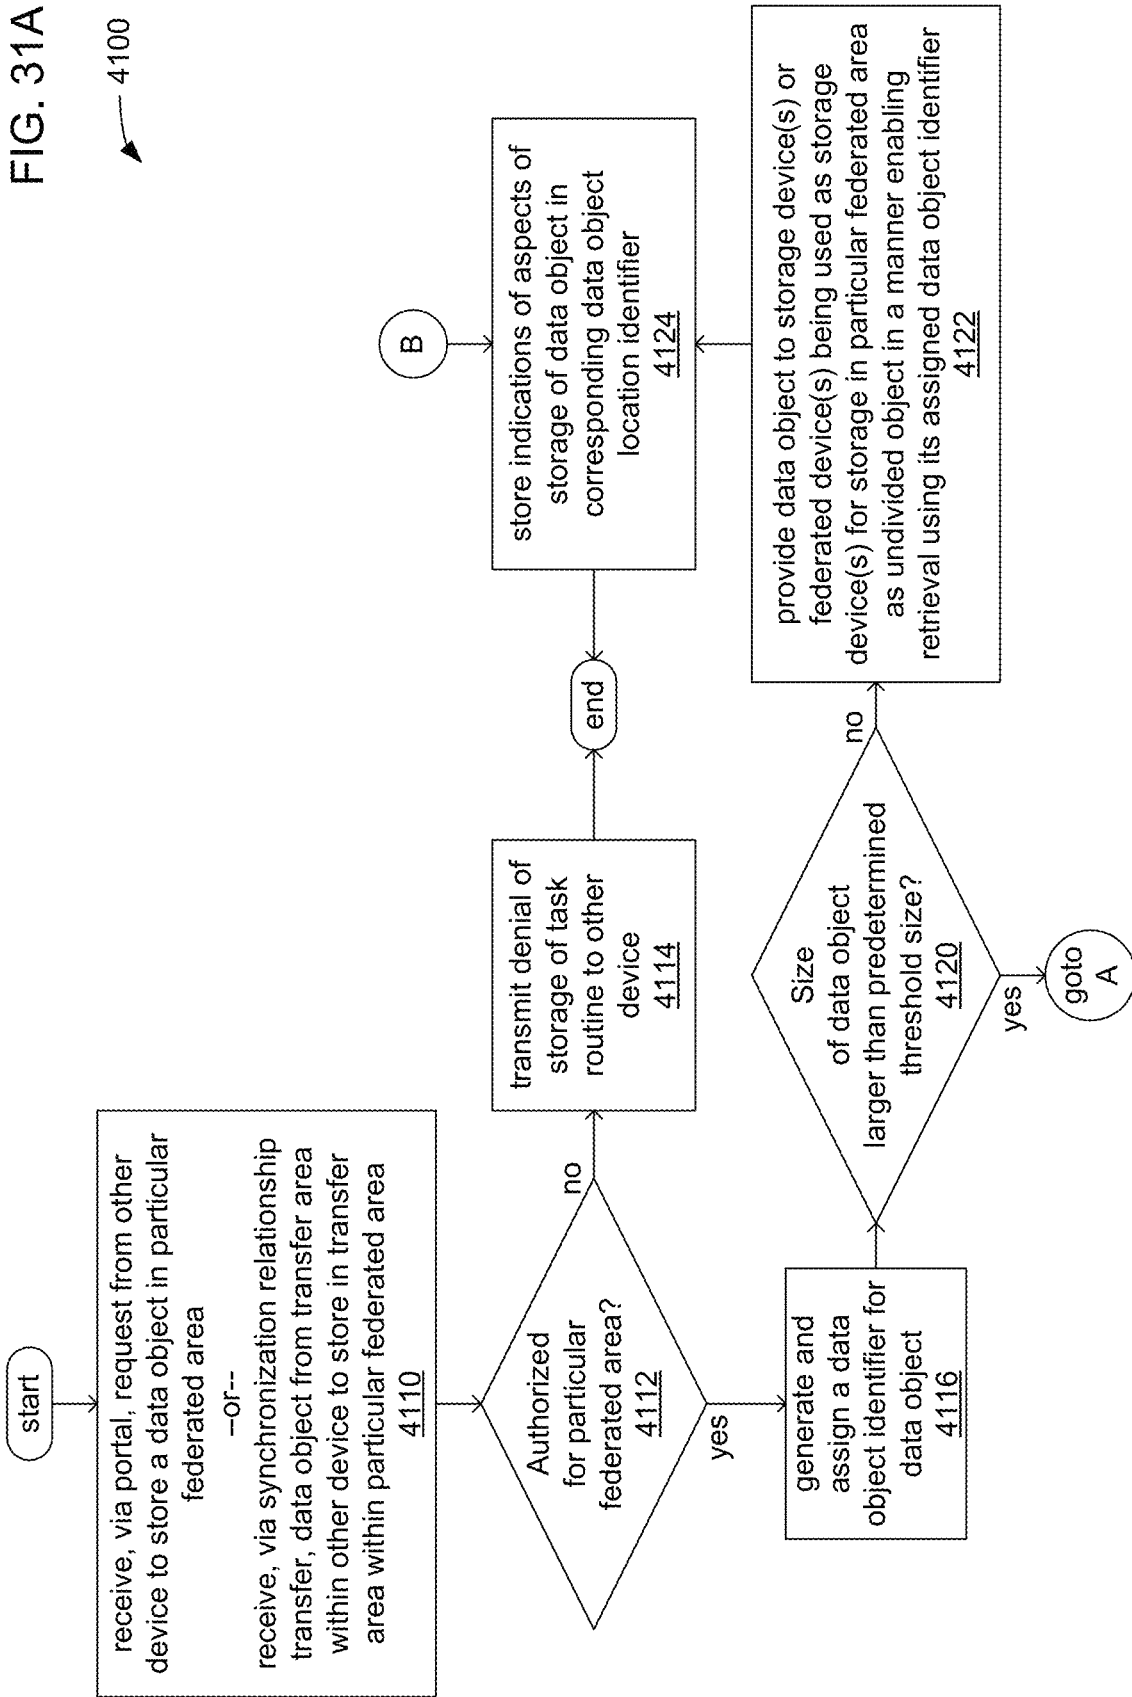 FIG. 31A
4100
start
receive, via portal, request from other
device to store a data object in particular
federated area
--or--
receive, via synchronization relationship
transfer, data object from transfer area
within other device to store in transfer
area within particular federated area
4110
Authorized
for particular
federated area?
4112
no
yes
transmit denial of
storage of task
routine to other
device
4114
end
generate and
assign a data
object identifier for
data object
4116
Size
of data object
larger than predetermined
threshold size?
4120
no
yes
goto
A
provide data object to storage device(s) or
federated device(s) being used as storage
device(s) for storage in particular federated area
as undivided object in a manner enabling
retrieval using its assigned data object identifier
4122
B
store indications of aspects of
storage of data object in
corresponding data object
location identifier
4124